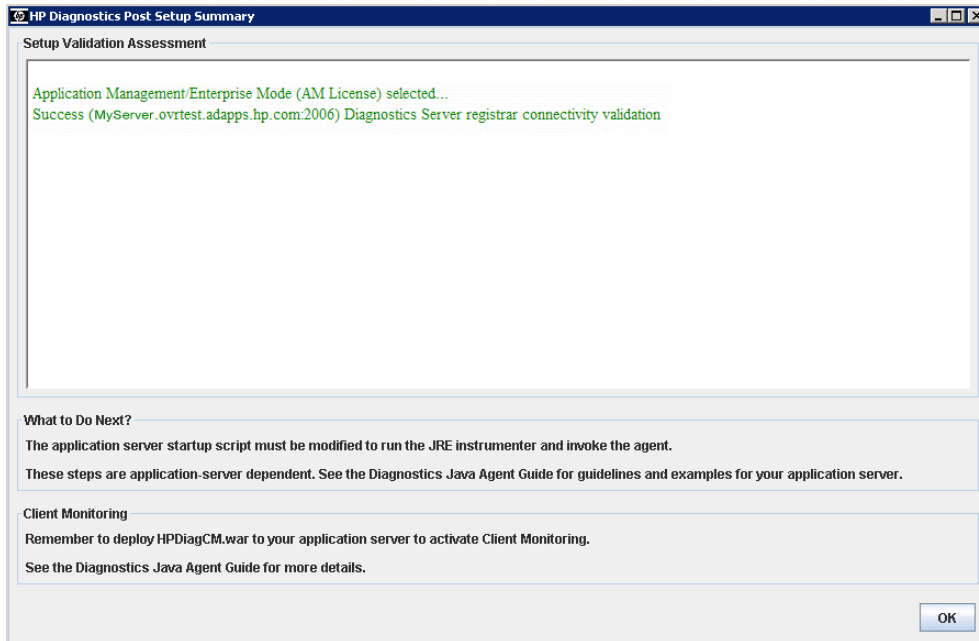 HP Diagnostics Post Setup Summary
Setup Validation Assessment
Application Management/Enterprise Mode (AM License) selected...
Success (MyServer.ovrtest.adapps.hp.com:2006) Diagnostics Server registrar connectivity validation
What to Do Next?
The application server startup script must be modified to run the JRE instrumenter and invoke the agent.
These steps are application-server dependent. See the Diagnostics Java Agent Guide for guidelines and examples for your application server.
Client Monitoring
Remember to deploy HPDiagCM.war to your application server to activate Client Monitoring.
See the Diagnostics Java Agent Guide for more details.
OK